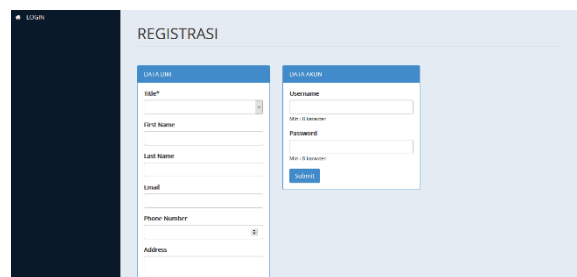 LOGIN
REGISTRASI
DATA DIRI
Title*
First Name
Last Name
Email
Phone Number
Address
DATA AKUN
Username
Min : 8 karakter
Password
Min : 8 karakter
Submit